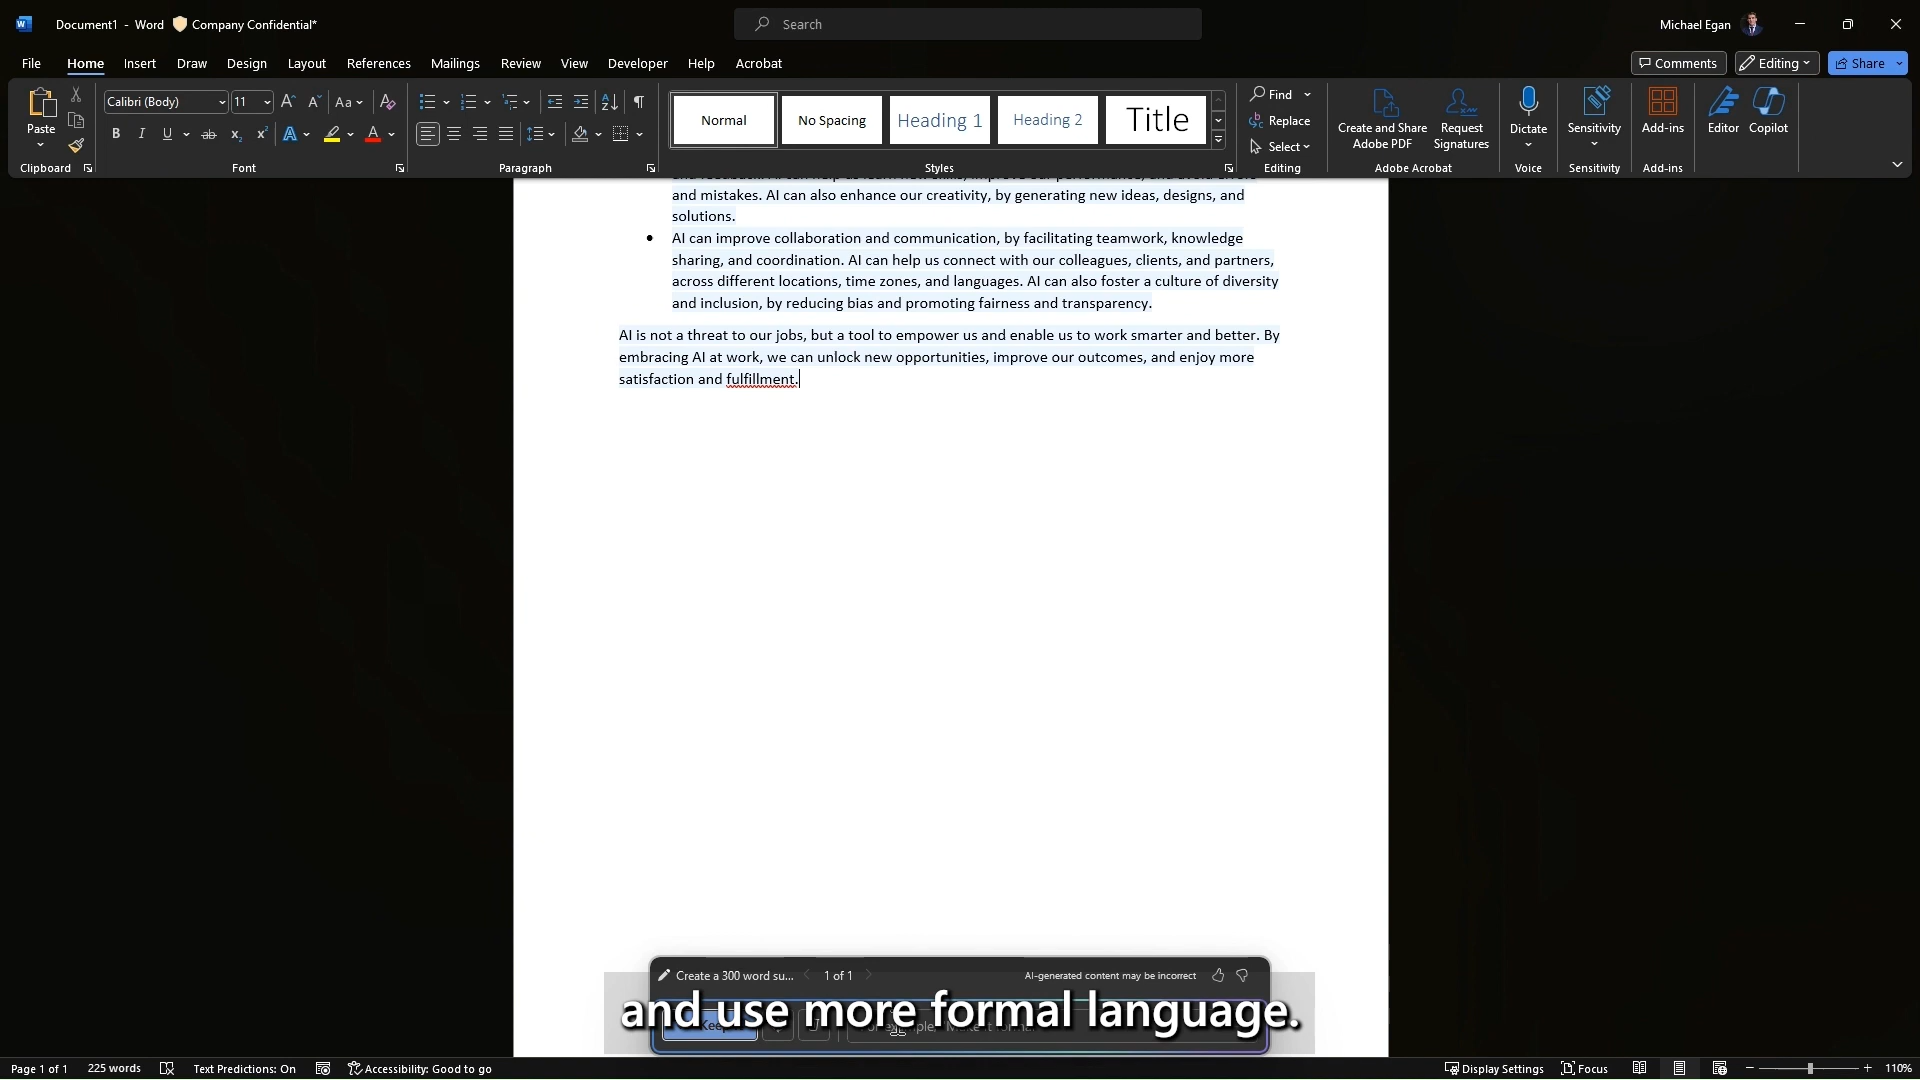 Document1 - Word Company Confidential*
Search
Michael Egan
File Home Insert Draw Design Layout References Mailings Review View Developer Help Acrobat
Comments Editing Share
Paste
Clipboard
Calibri (Body) 11
Font
Paragraph
Normal No Spacing Heading 1 Heading 2 Title
Styles
Find
Replace
Select
Editing
Create and Share
Adobe PDF
Request
Signatures
Adobe Acrobat
Dictate
Voice
Sensitivity
Sensitivity
Add-ins
Add-ins
Editor
Copilot
and mistakes. AI can also enhance our creativity, by generating new ideas, designs, and
solutions.
• AI can improve collaboration and communication, by facilitating teamwork, knowledge
sharing, and coordination. AI can help us connect with our colleagues, clients, and partners,
across different locations, time zones, and languages. AI can also foster a culture of diversity
and inclusion, by reducing bias and promoting fairness and transparency.
AI is not a threat to our jobs, but a tool to empower us and enable us to work smarter and better. By
embracing AI at work, we can unlock new opportunities, improve our outcomes, and enjoy more
satisfaction and fulfillment.
Create a 300 word su... 1 of 1 AI-generated content may be incorrect
and use more formal language.
Page 1 of 1 225 words Text Predictions: On Accessibility: Good to go
Display Settings Focus 110%